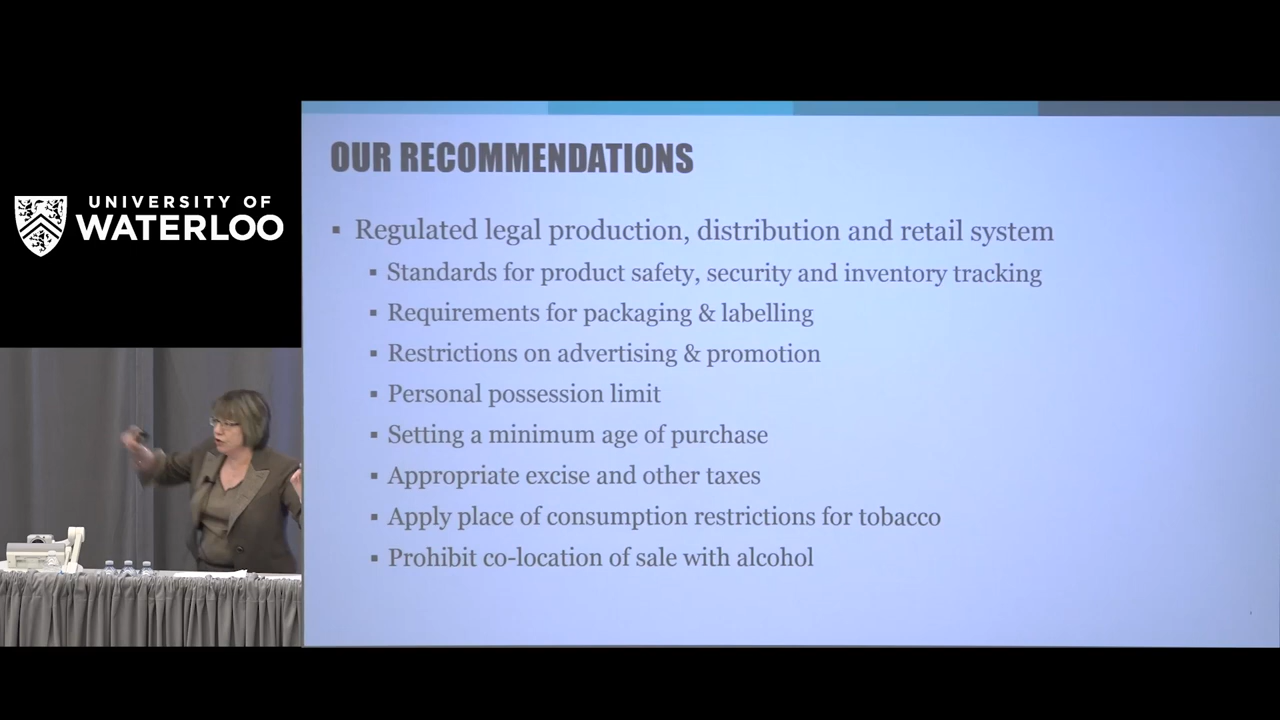 UNIVERSITY OF
WATERLOO
OUR RECOMMENDATIONS
▪ Regulated legal production, distribution and retail system
▪ Standards for product safety, security and inventory tracking
▪ Requirements for packaging & labelling
▪ Restrictions on advertising & promotion
▪ Personal possession limit
▪ Setting a minimum age of purchase
▪ Appropriate excise and other taxes
▪ Apply place of consumption restrictions for tobacco
▪ Prohibit co-location of sale with alcohol